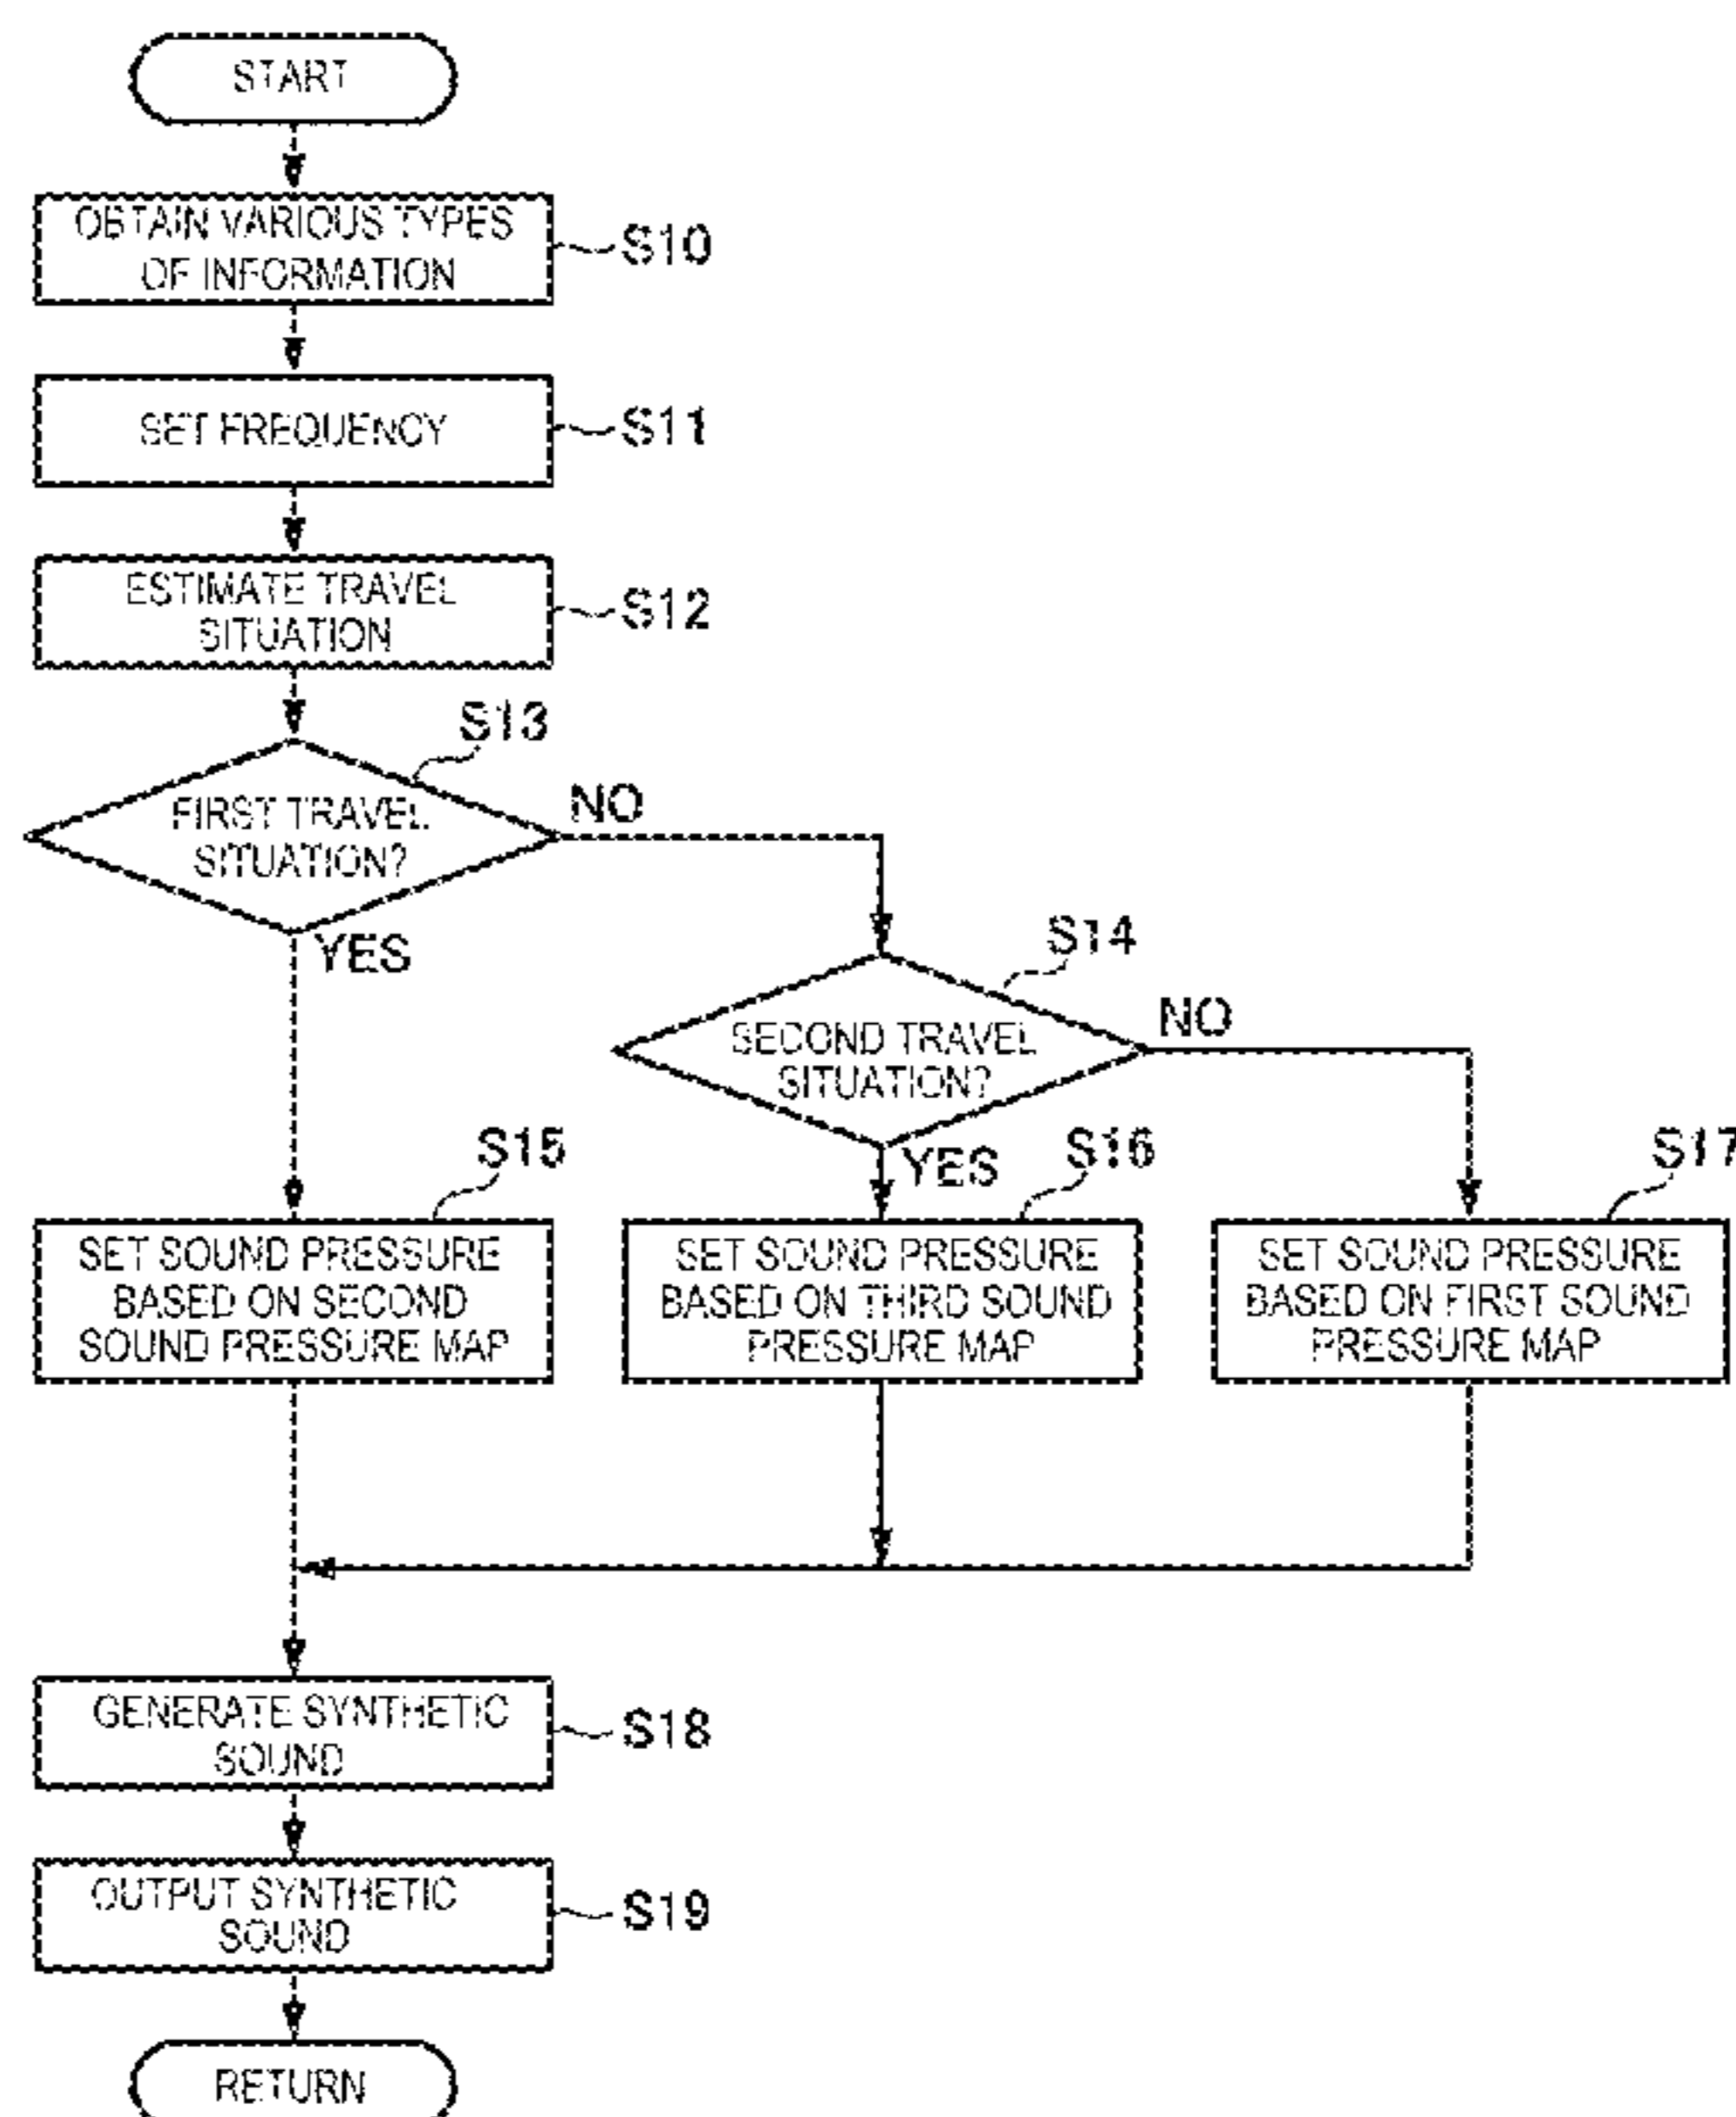 START
OBTAIN VARIOUS TYPES
OF INFORMATION
S10
SET FREQUENCY
S11
ESTIMATE TRAVEL
SITUATION
S12
S13
FIRST TRAVEL
SITUATION?
NO
YES
S14
SECOND TRAVEL
SITUATION?
NO
YES
S15
SET SOUND PRESSURE
BASED ON SECOND
SOUND PRESSURE MAP
S16
SET SOUND PRESSURE
BASED ON THIRD SOUND
PRESSURE MAP
S17
SET SOUND PRESSURE
BASED ON FIRST SOUND
PRESSURE MAP
GENERATE SYNTHETIC
SOUND
S18
OUTPUT SYNTHETIC
SOUND
S19
RETURN